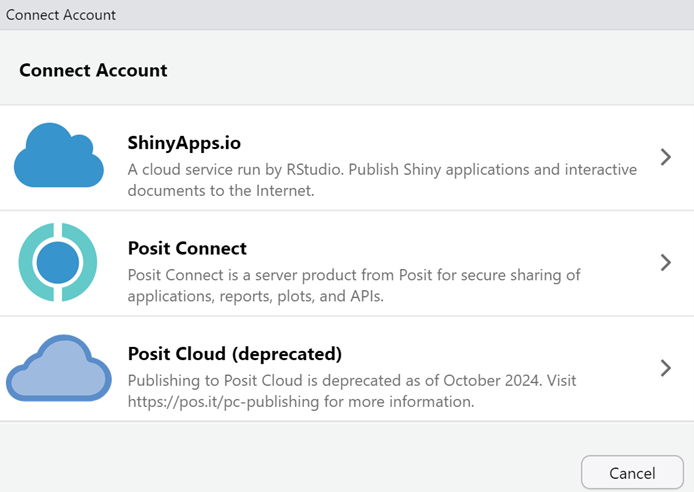 Connect Account
Connect Account
ShinyApps.io
A cloud service run by RStudio. Publish Shiny applications and interactive
documents to the Internet.
Posit Connect
Posit Connect is a server product from Posit for secure sharing of
applications, reports, plots, and APIs.
Posit Cloud (deprecated)
Publishing to Posit Cloud is deprecated as of October 2024. Visit
https://pos.it/pc-publishing for more information.
Cancel